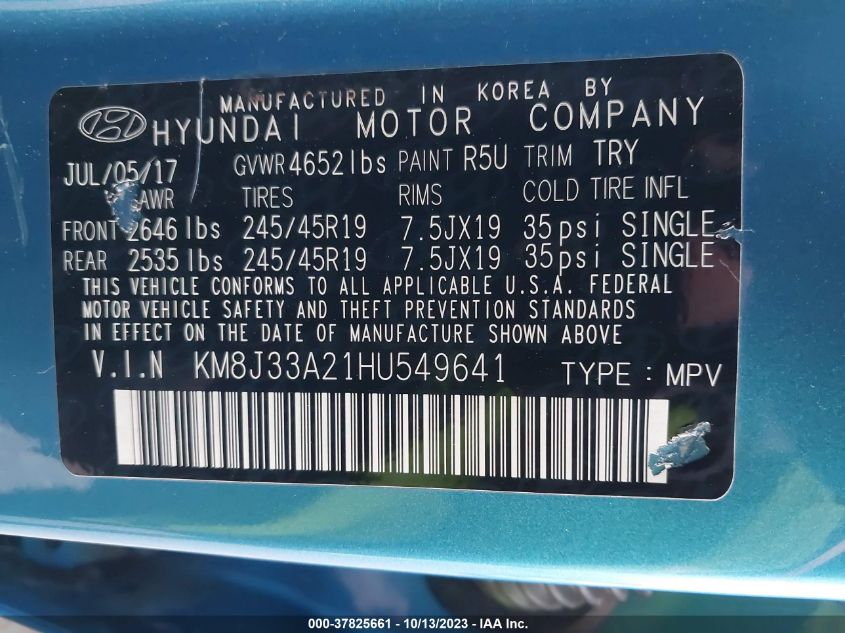 MANUFACTURED IN KOREA BY
HYUNDAI MOTOR COMPANY
JUL/05/17 GVWR 4652 lbs PAINT R5U TRIM TRY
AWR TIRES RIMS COLD TIRE INFL
FRONT 2646 lbs 245/45R19 7.5JX19 35psi SINGLE
REAR 2535 lbs 245/45R19 7.5JX19 35psi SINGLE
THIS VEHICLE CONFORMS TO ALL APPLICABLE U.S.A. FEDERAL
MOTOR VEHICLE SAFETY AND THEFT PREVENTION STANDARDS
IN EFFECT ON THE DATE OF MANUFACTURE SHOWN ABOVE
V.I.N KM8J33A21HU549641 TYPE : MPV
000-37825661 - 10/13/2023 - IAA Inc.